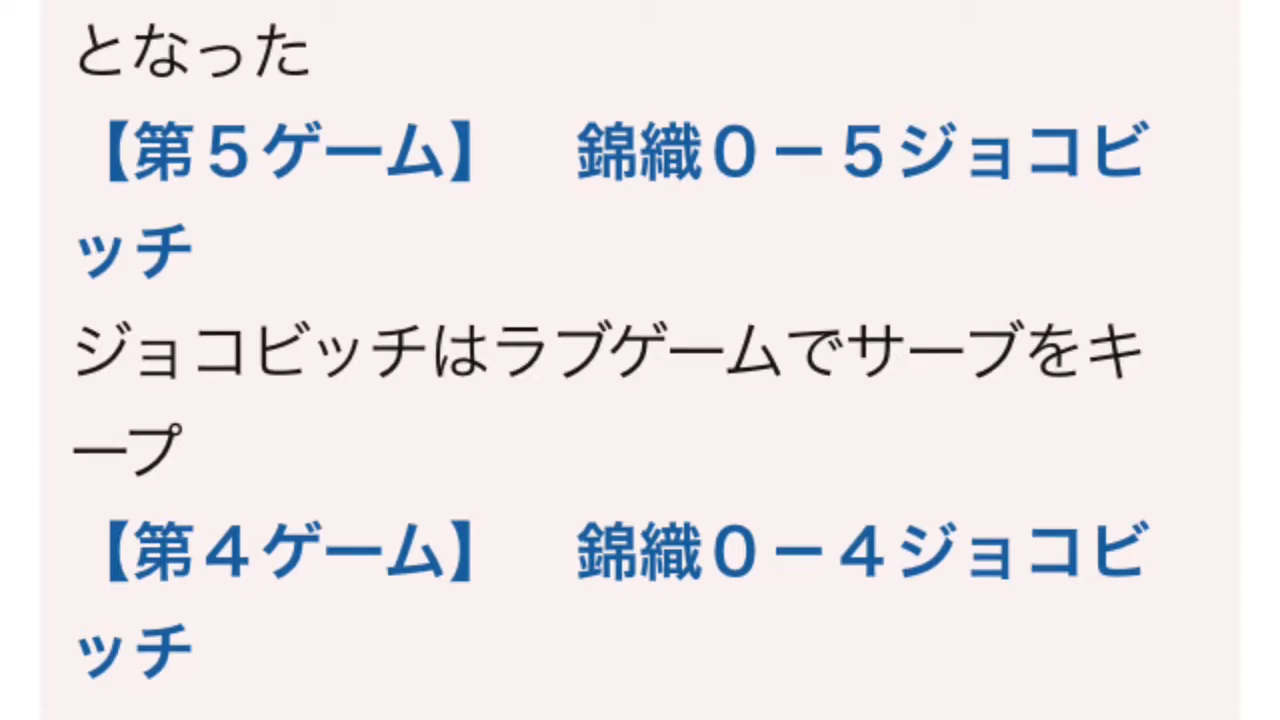 となった
【第５ゲーム】　錦織０－５ジョコビ
ッチ
ジョコビッチはラブゲームでサーブをキ
ープ
【第４ゲーム】　錦織０－４ジョコビ
ッチ